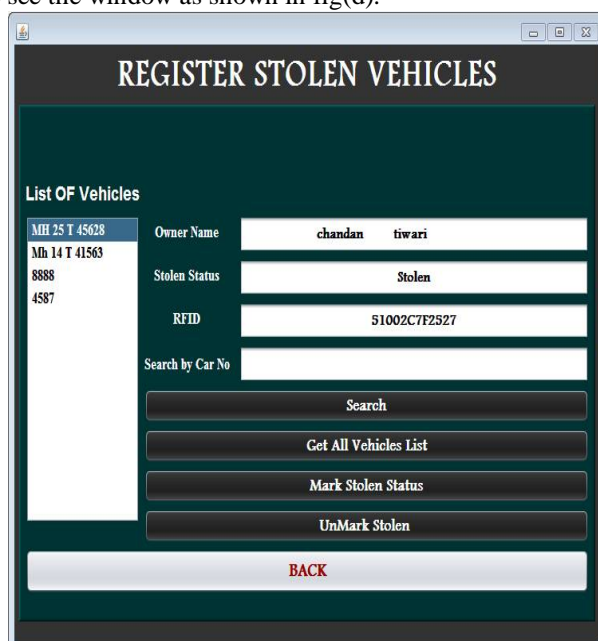 see the window as shown in fig(d).
REGISTER STOLEN VEHICLES
List OF Vehicles
MH 25 T 45628
Mh 14 T 41563
8888
4587
Owner Name
chandan tiwari
Stolen Status
Stolen
RFID
51002C7F2527
Search by Car No
Search
Get All Vehicles List
Mark Stolen Status
UnMark Stolen
BACK